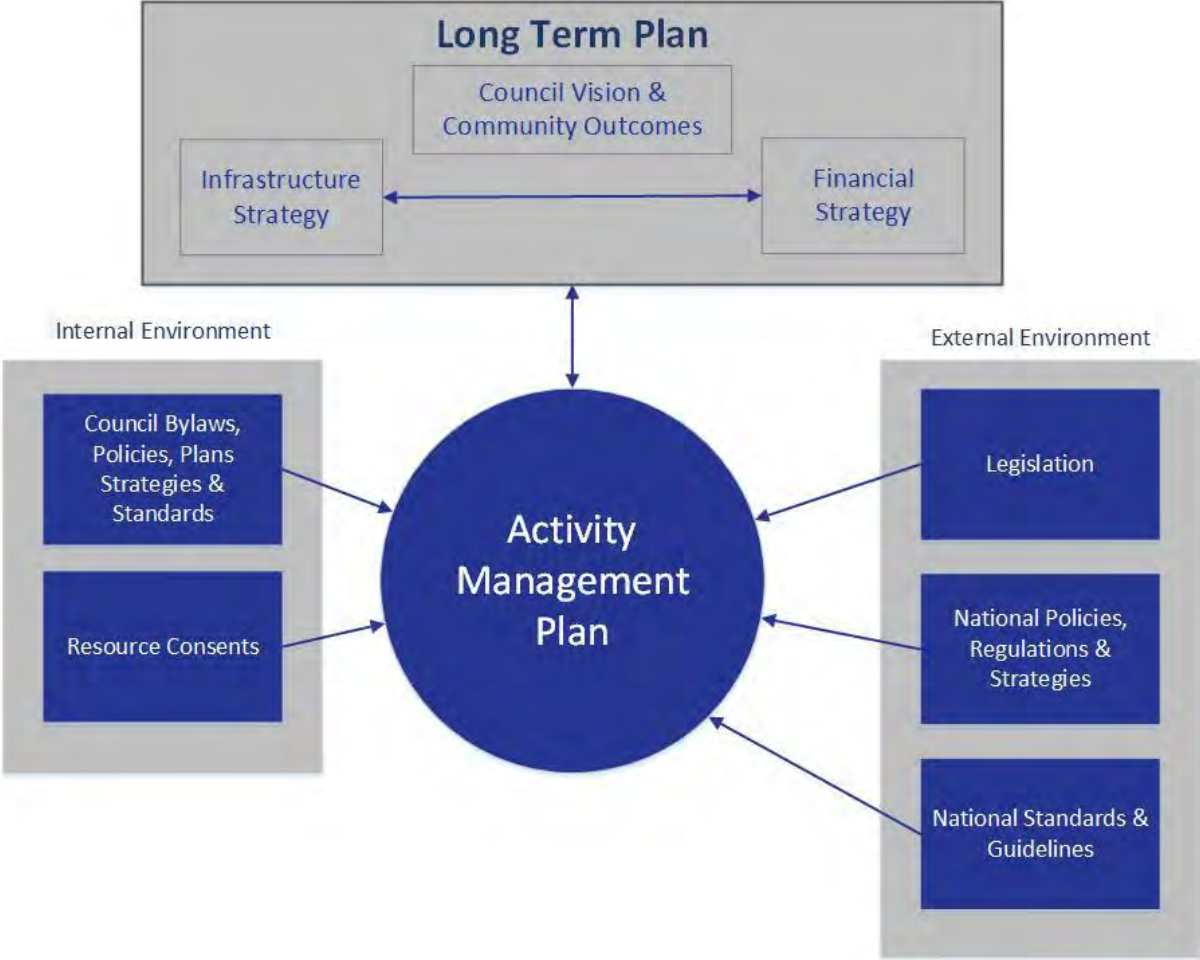 Long Term Plan
Council Vision &
Community Outcomes
Infrastructure
Strategy
Financial
Strategy
Internal Environment
External Environment
Council Bylaws,
Policies, Plans
Strategies &
Standards
Resource Consents
Activity
Management
Plan
Legislation
National Policies,
Regulations &
Strategies
National Standards &
Guidelines